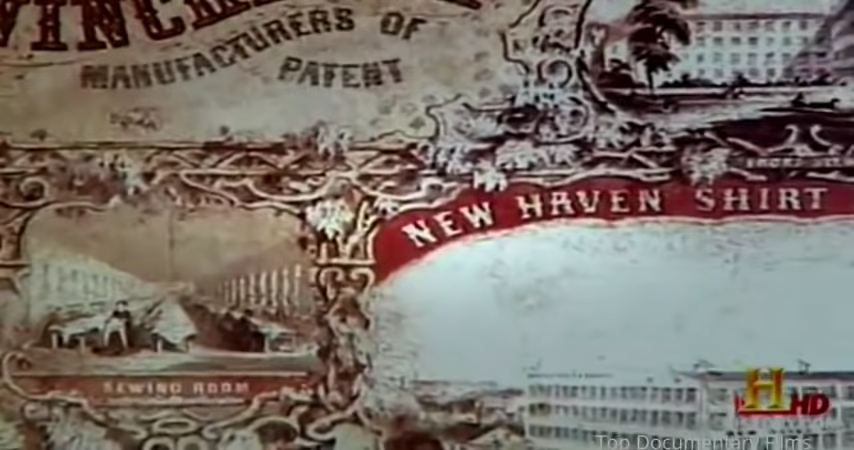 MANUFACTURERS OF
PATENT
NEW HAVEN SHIRT
SEWING ROOM
H
HD
Top Documentary Films